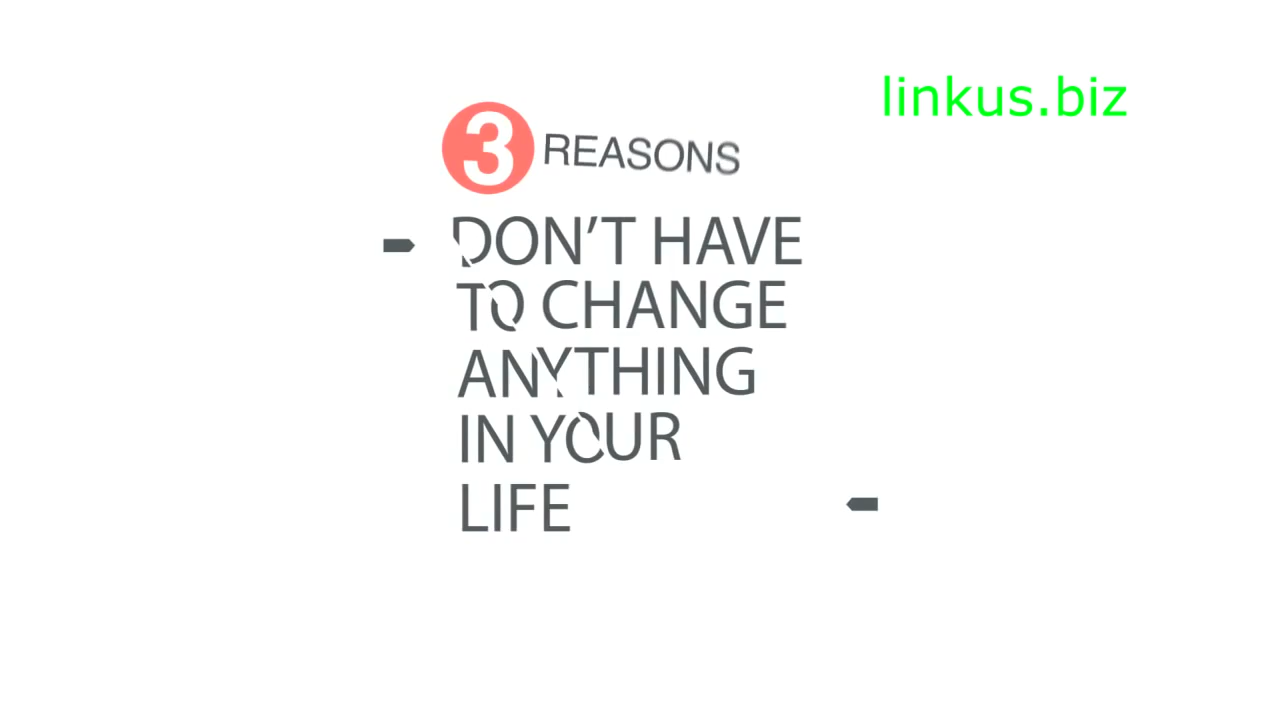 linkus.biz
3 REASONS
DON'T HAVE
TO CHANGE
ANYTHING
IN YOUR
LIFE